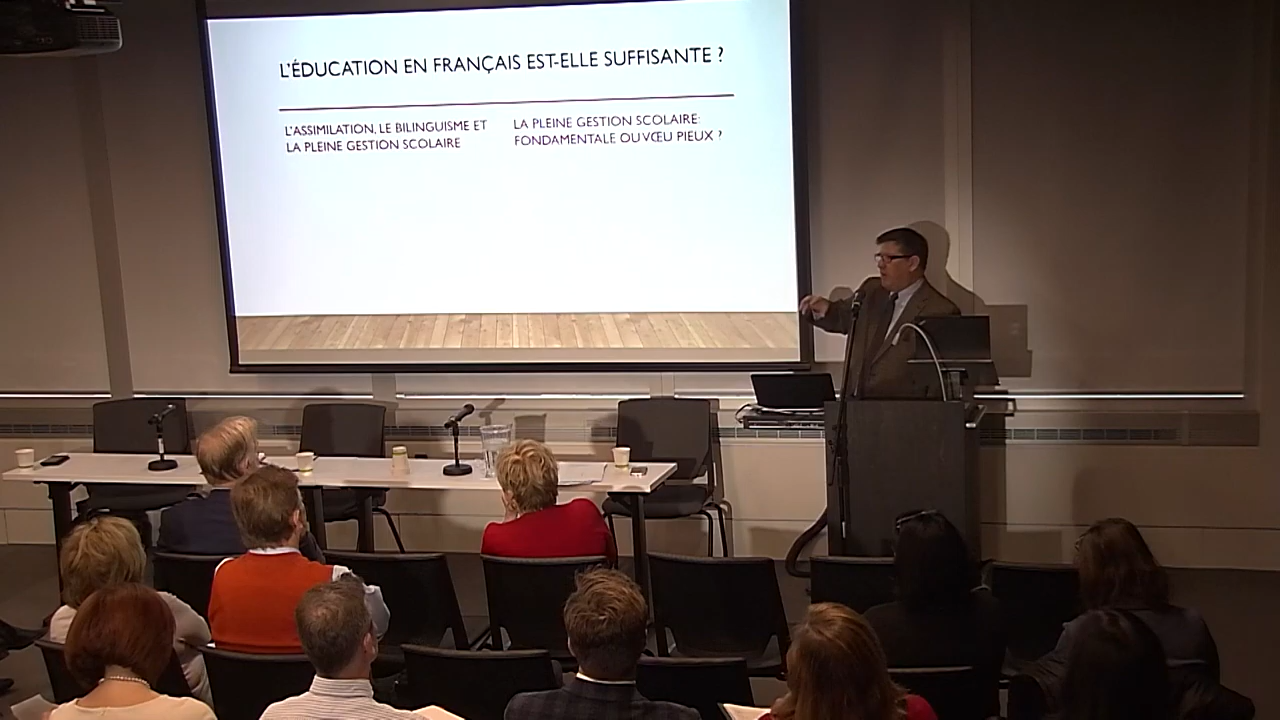 L'ÉDUCATION EN FRANÇAIS EST-ELLE SUFFISANTE ?
L'ASSIMILATION, LE BILINGUISME ET
LA PLEINE GESTION SCOLAIRE
LA PLEINE GESTION SCOLAIRE:
FONDAMENTALE OU VŒU PIEUX ?